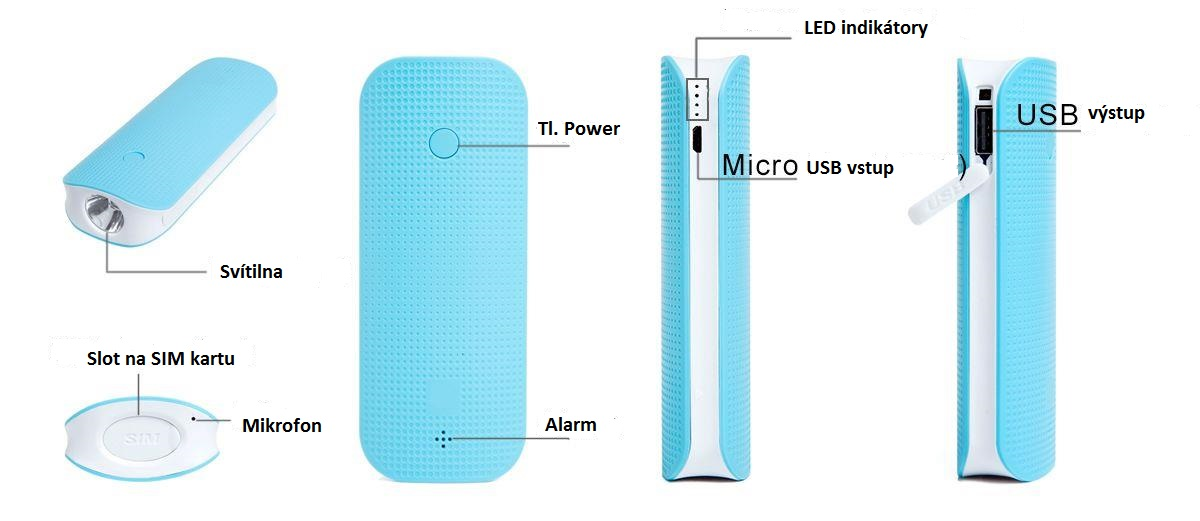 LED indikátory
Tl. Power
USB výstup
Micro USB vstup
)
USB
Svítilna
Slot na SIM kartu
Mikrofon
SIM
Alarm